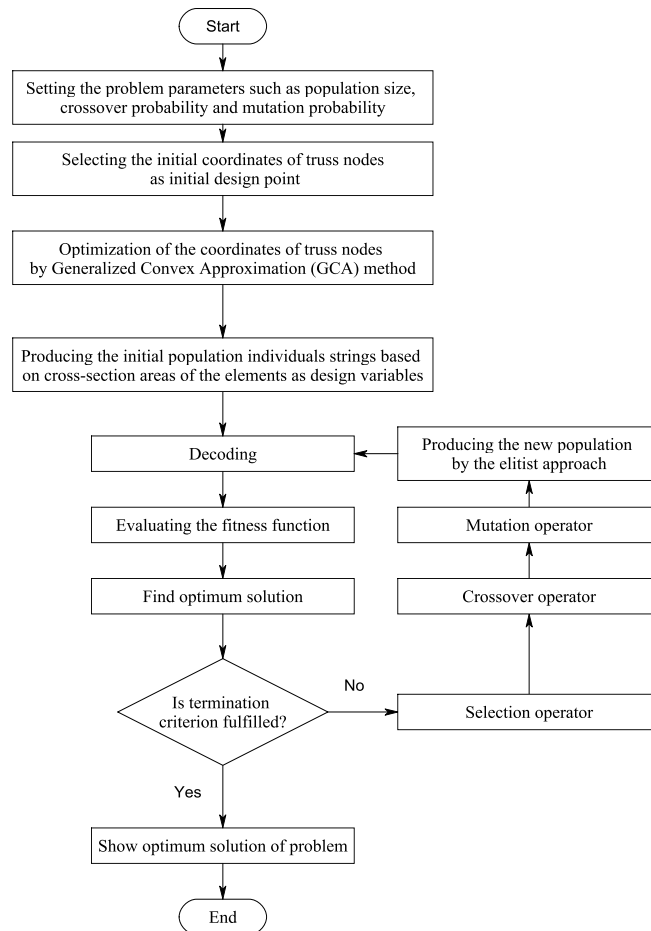 Start
Setting the problem parameters such as population size,
crossover probability and mutation probability
Selecting the initial coordinates of truss nodes
as initial design point
Optimization of the coordinates of truss nodes
by Generalized Convex Approximation (GCA) method
Producing the initial population individuals strings based
on cross-section areas of the elements as design variables
Decoding
Producing the new population
by the elitist approach
Evaluating the fitness function
Mutation operator
Find optimum solution
Crossover operator
Is termination
criterion fulfilled?
No
Selection operator
Yes
Show optimum solution of problem
End